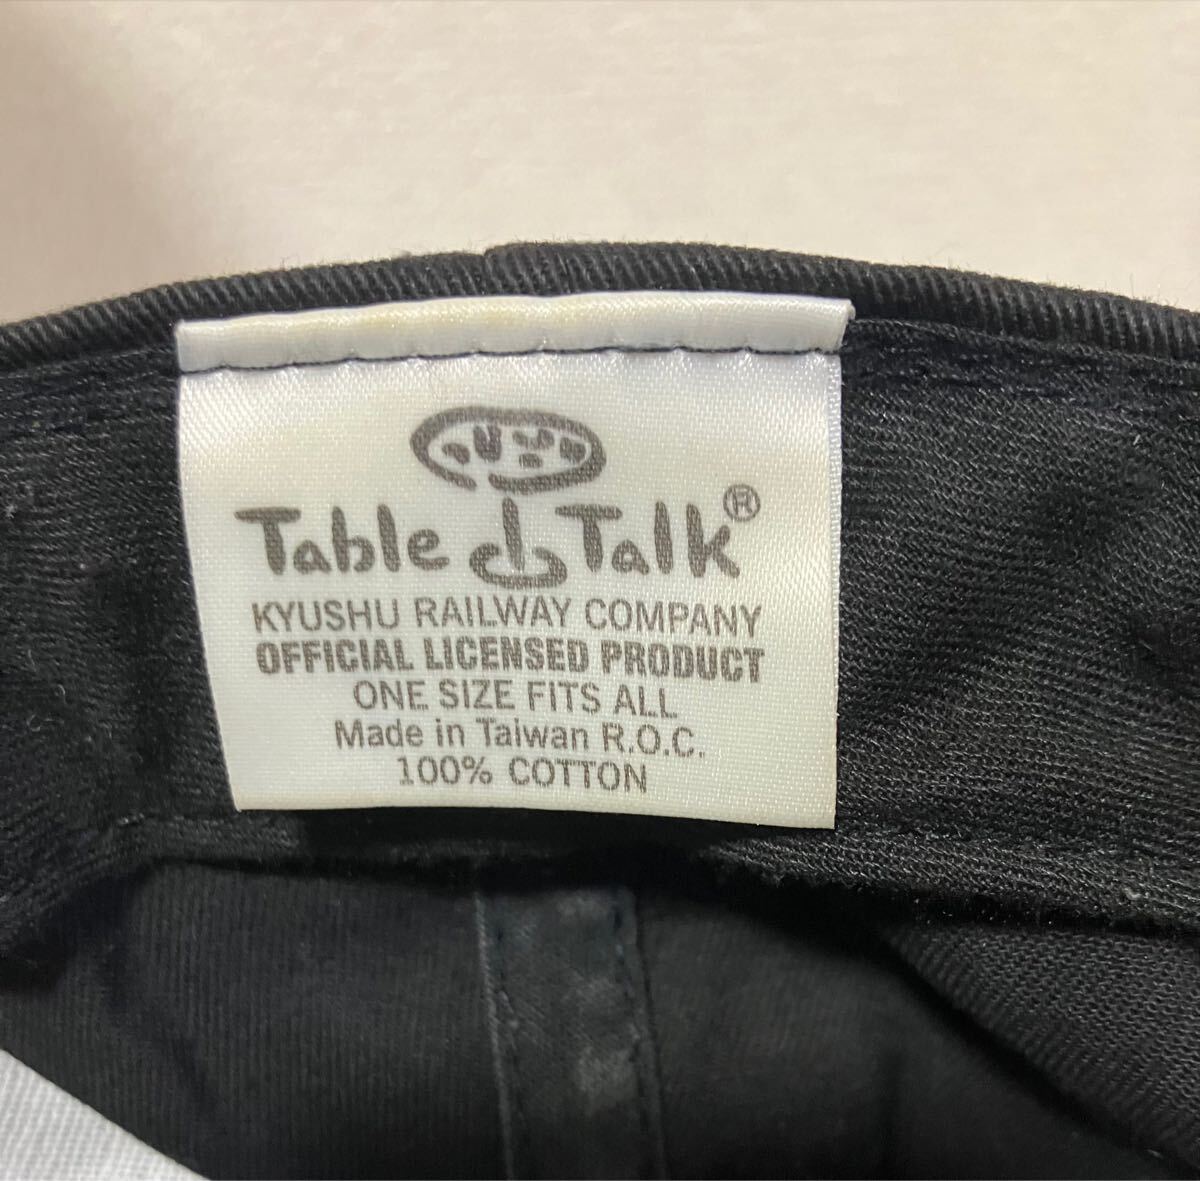 Table Talk®
KYUSHU RAILWAY COMPANY
OFFICIAL LICENSED PRODUCT
ONE SIZE FITS ALL
Made in Taiwan R.O.C.
100% COTTON